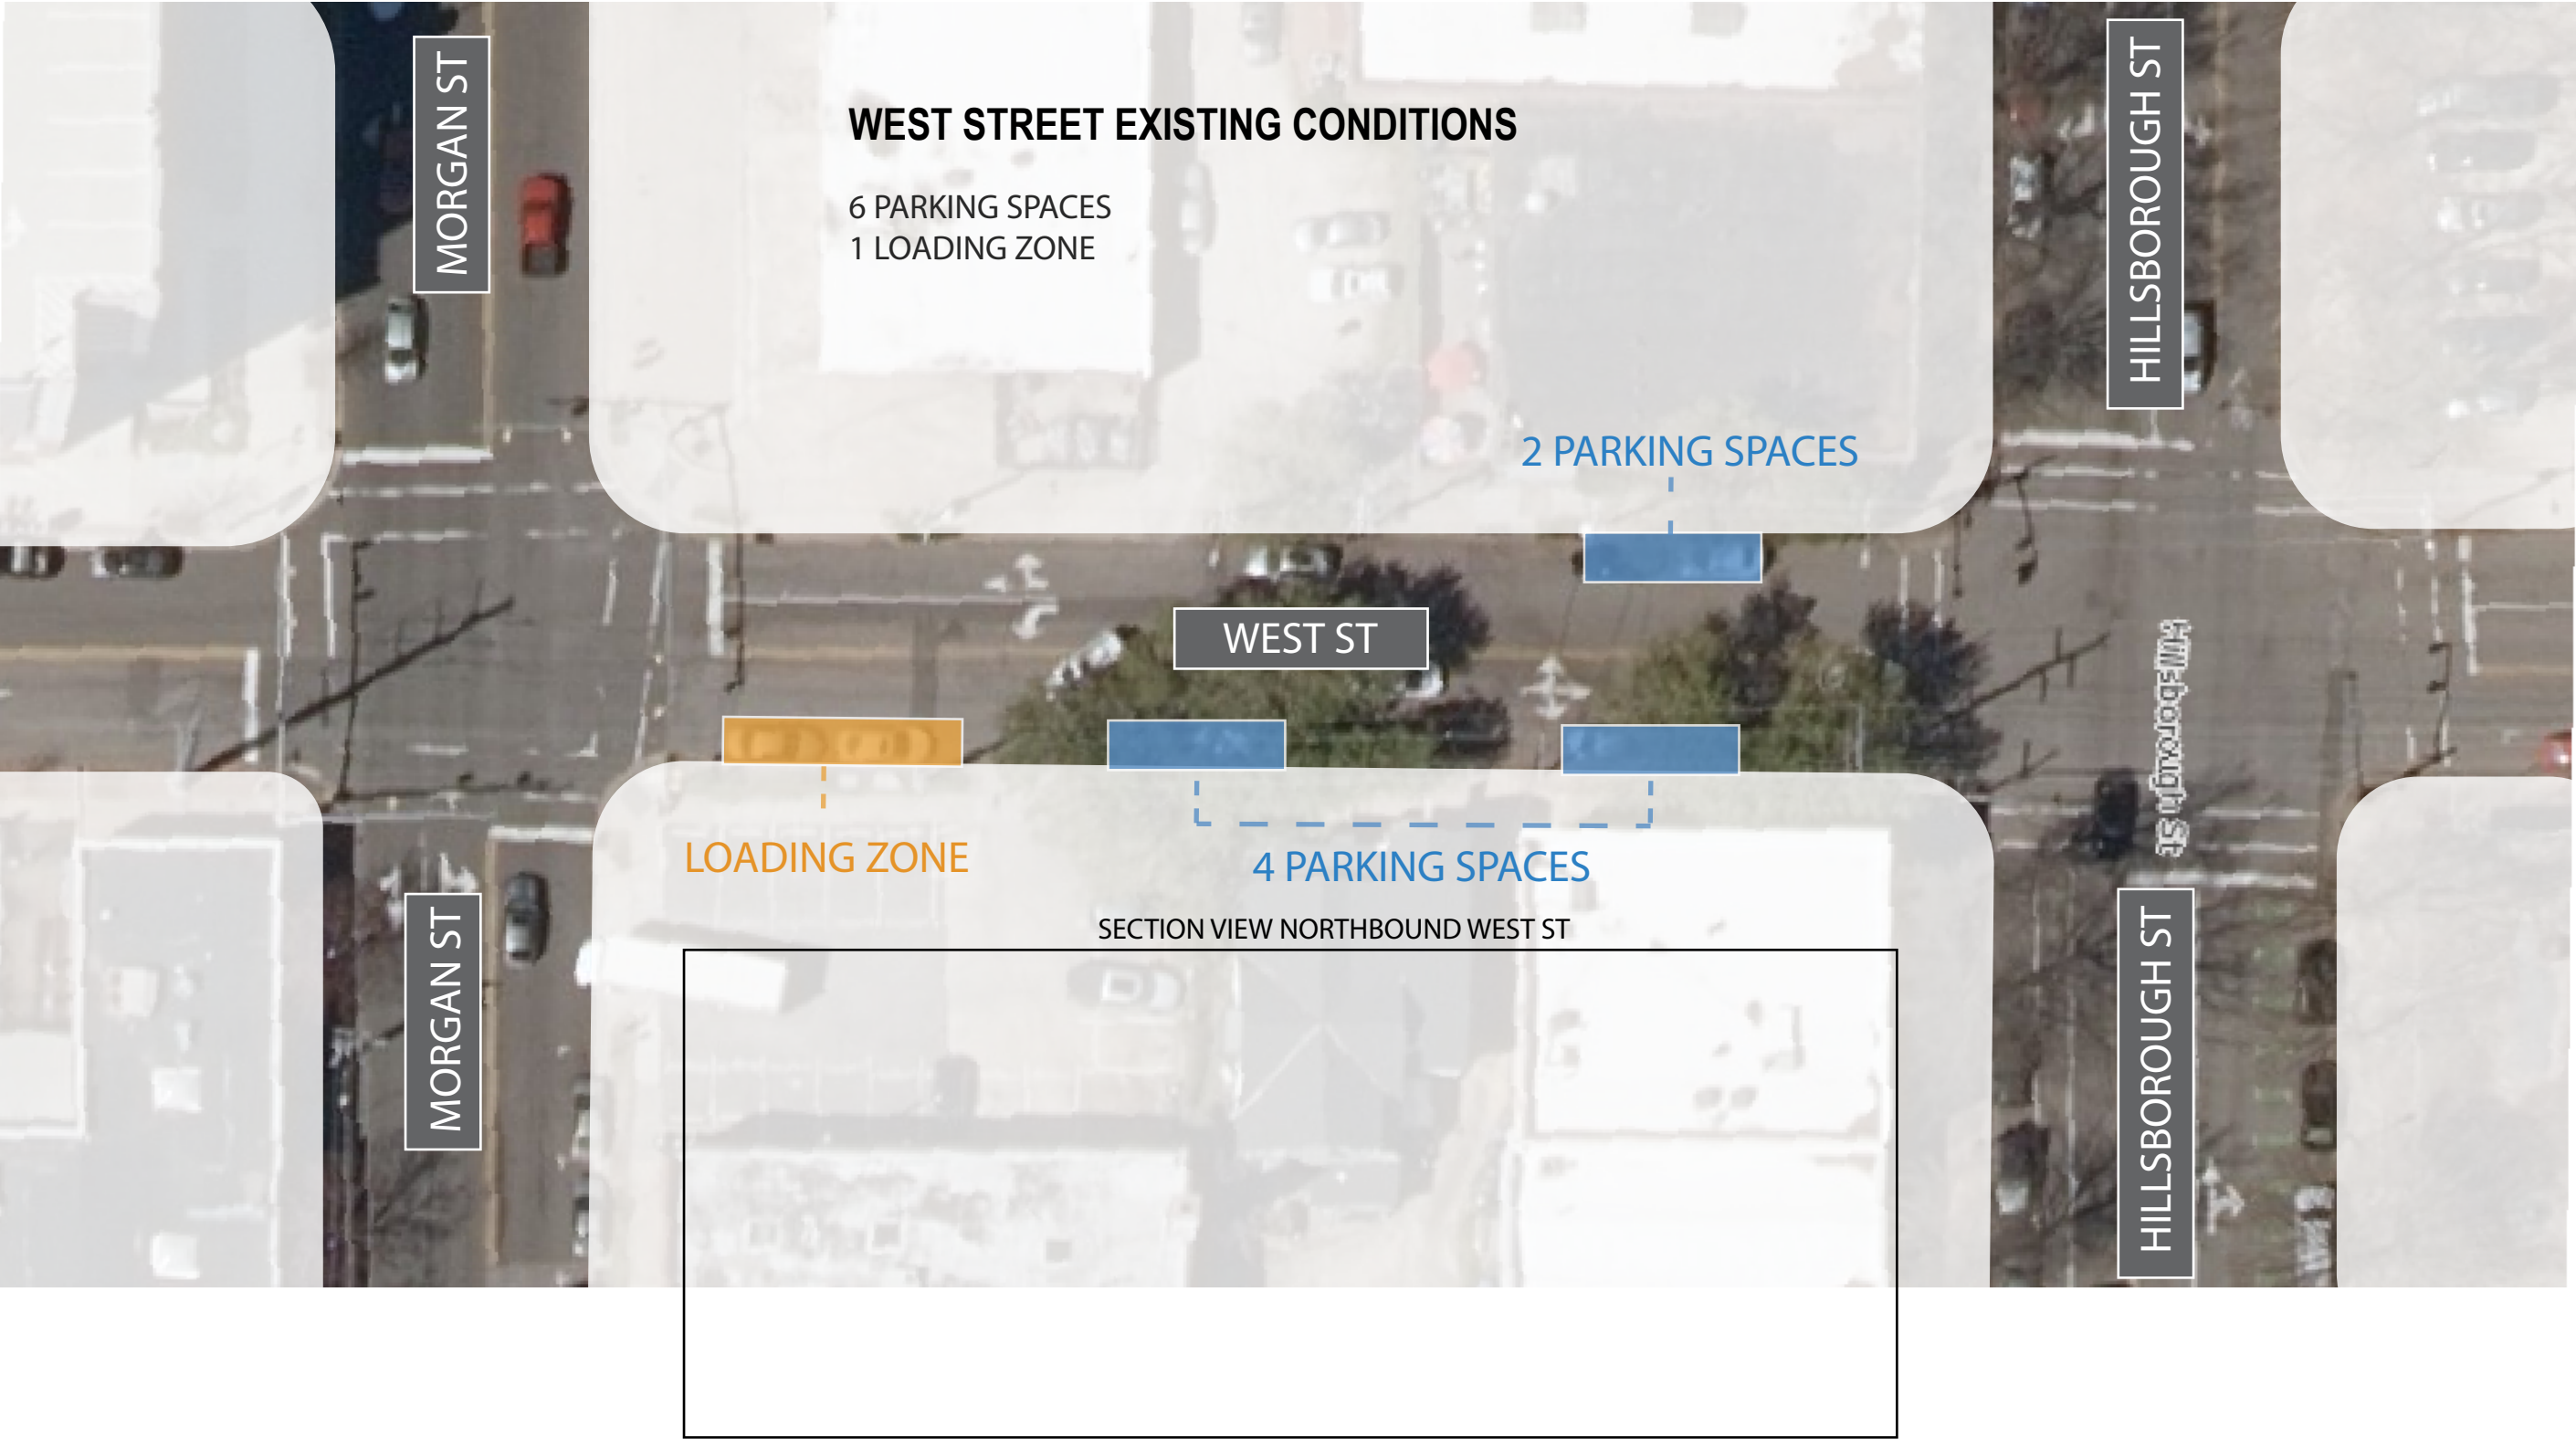 MORGAN ST
HILLSBOROUGH ST
WEST STREET EXISTING CONDITIONS
6 PARKING SPACES
1 LOADING ZONE
2 PARKING SPACES
WEST ST
Hillsborough St
LOADING ZONE
4 PARKING SPACES
SECTION VIEW NORTHBOUND WEST ST
MORGAN ST
HILLSBOROUGH ST